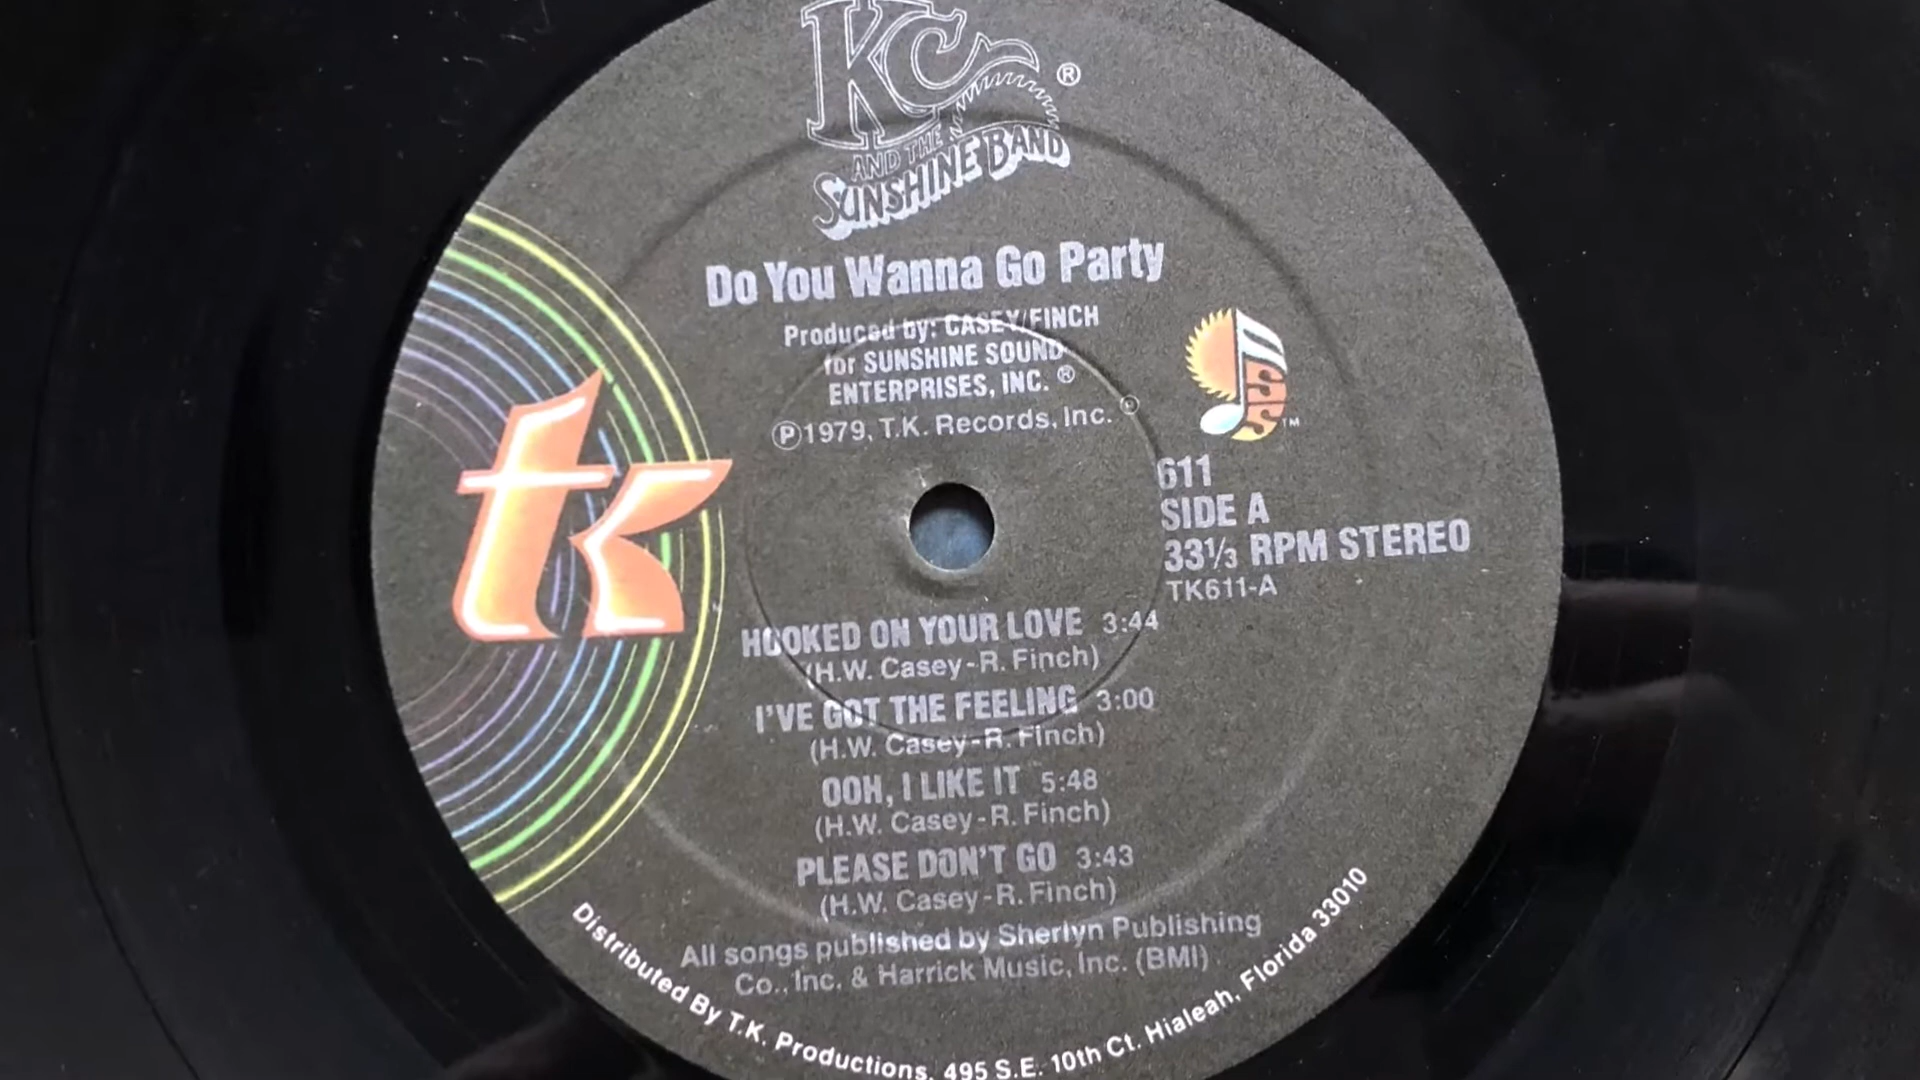 KC ®
AND THE
SUNSHINE BAND
Do You Wanna Go Party
Produced by: CASEY/FINCH
for SUNSHINE SOUND
ENTERPRISES, INC. ®
Ⓟ1979, T.K. Records, Inc.
tk
SS
TM
611
SIDE A
33⅓ RPM STEREO
TK611-A
HOOKED ON YOUR LOVE 3:44
(H.W. Casey-R. Finch)
I'VE GOT THE FEELING 3:00
(H.W. Casey-R. Finch)
OOH, I LIKE IT 5:48
(H.W. Casey-R. Finch)
PLEASE DON'T GO 3:43
(H.W. Casey-R. Finch)
All songs published by Sherlyn Publishing
Co., Inc. & Harrick Music, Inc. (BMI)
Distributed By T.K. Productions, 495 S.E. 10th Ct. Hialeah, Florida 33010